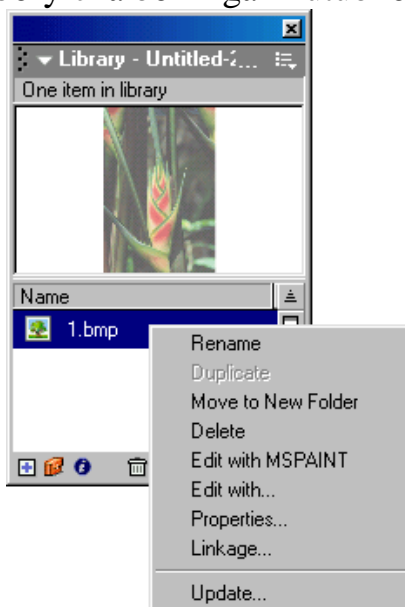 Library - Untitled-2...
One item in library
Name
1.bmp
Rename
Duplicate
Move to New Folder
Delete
Edit with MSPAINT
Edit with...
Properties...
Linkage...
Update...